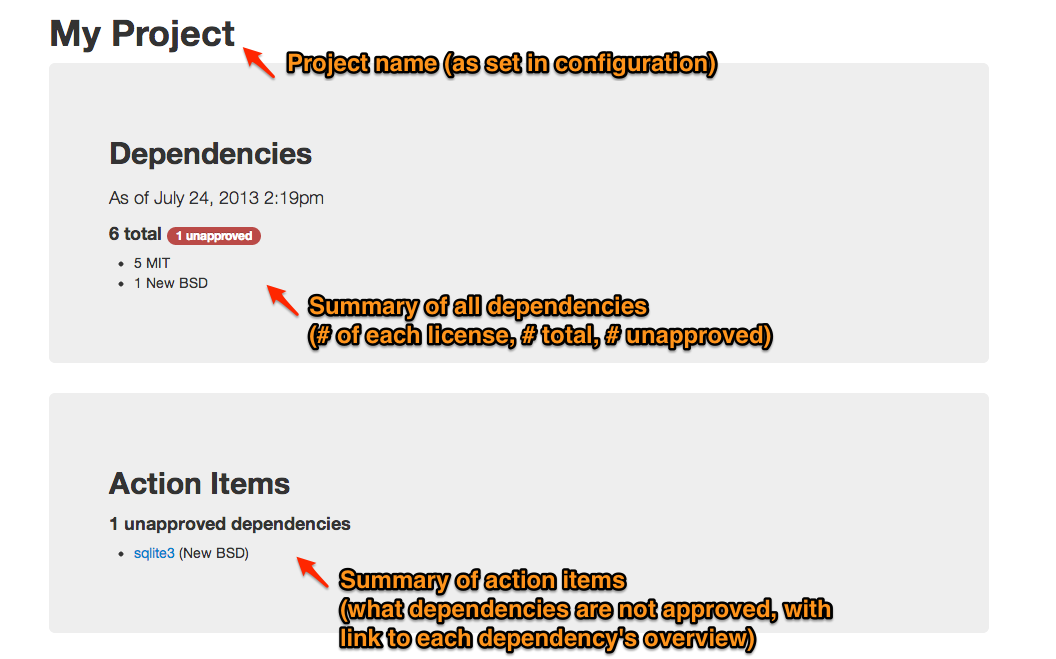 My Project
Project name (as set in configuration)
Dependencies
As of July 24, 2013 2:19pm
6 total 1 unapproved
• 5 MIT
• 1 New BSD
Summary of all dependencies
(# of each license, # total, # unapproved)
Action Items
1 unapproved dependencies
• sqlite3 (New BSD)
Summary of action items
(what dependencies are not approved, with
link to each dependency's overview)